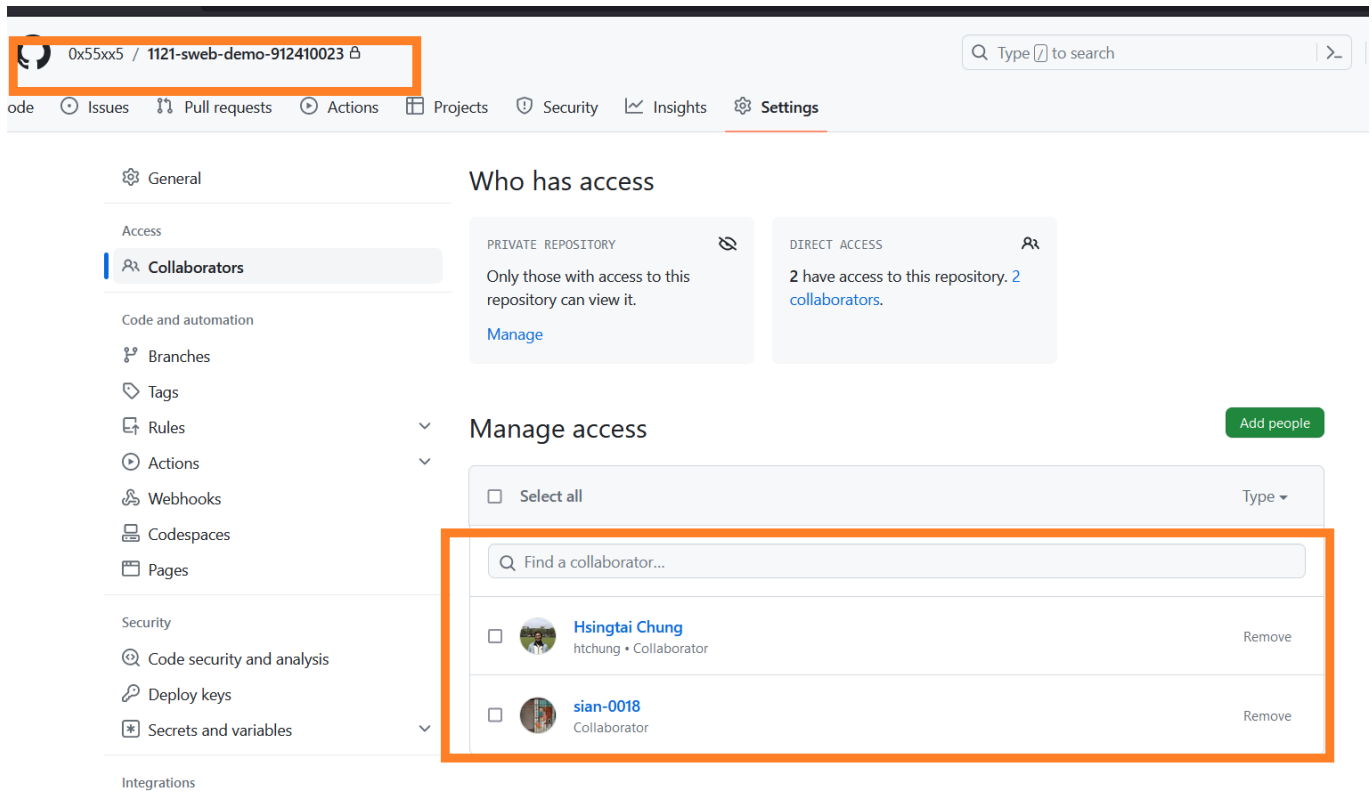 0x55xx5 / 1121-sweb-demo-912410023
Type / to search
ode Issues Pull requests Actions Projects Security Insights Settings
General
Access
Collaborators
Code and automation
Branches
Tags
Rules
Actions
Webhooks
Codespaces
Pages
Security
Code security and analysis
Deploy keys
Secrets and variables
Integrations
Who has access
PRIVATE REPOSITORY
Only those with access to this
repository can view it.
Manage
DIRECT ACCESS
2 have access to this repository. 2
collaborators.
Manage access
Add people
Select all
Type
Find a collaborator...
Hsingtai Chung
htchung • Collaborator
Remove
sian-0018
Collaborator
Remove